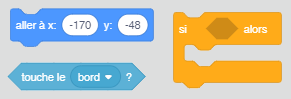 aller à x: -170 y: -48
si alors
touche le bord ?